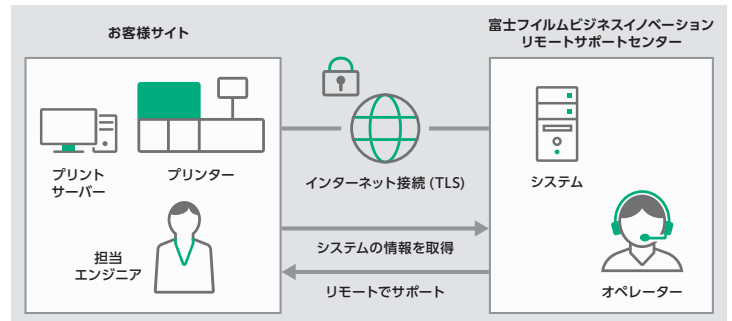 お客様サイト
富士フイルムビジネスイノベーション
リモートサポートセンター
プリント
サーバー
プリンター
インターネット接続 (TLS)
システム
担当
エンジニア
システムの情報を取得
リモートでサポート
オペレーター